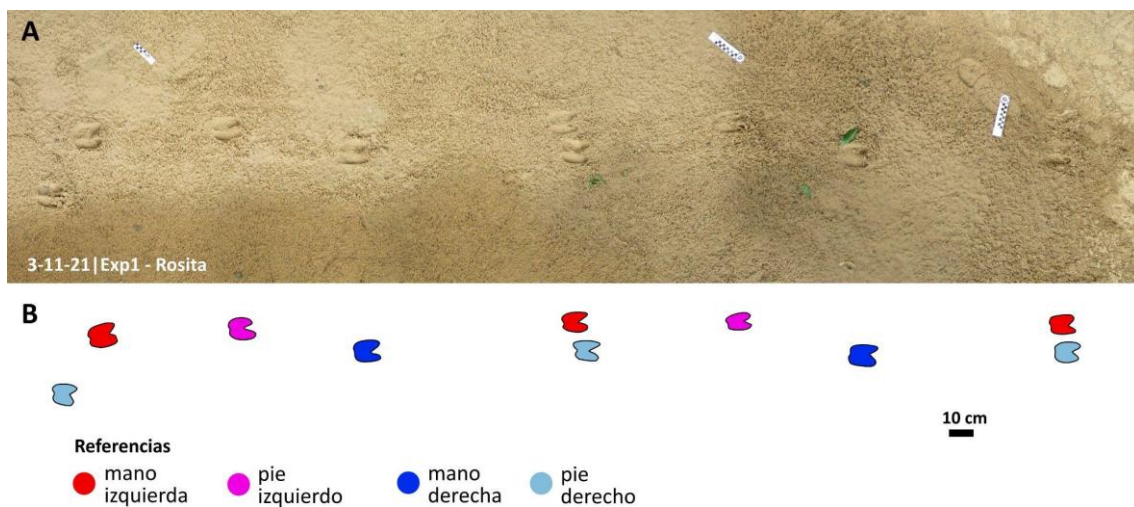 A
3-11-21|Exp1 - Rosita
B
10 cm
Referencias
mano
izquierda
pie
izquierdo
mano
derecha
pie
derecho